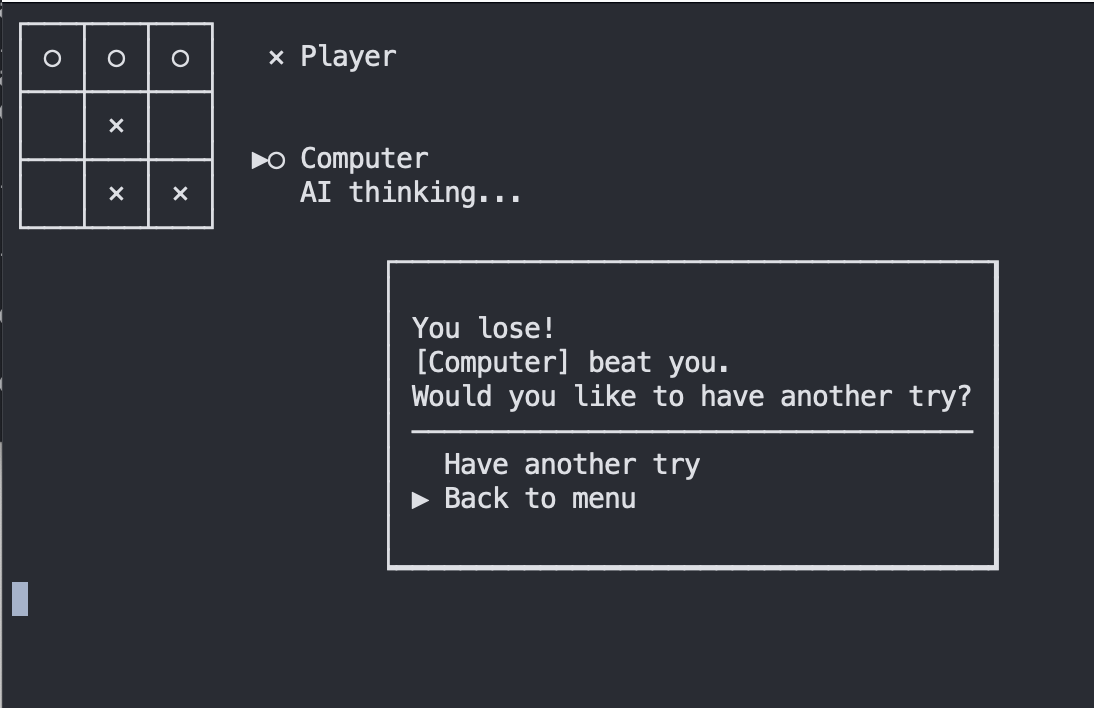 ○ ○ ○
× Player
×
▶○ Computer
AI thinking...
× ×
You lose!
[Computer] beat you.
Would you like to have another try?
Have another try
▶ Back to menu